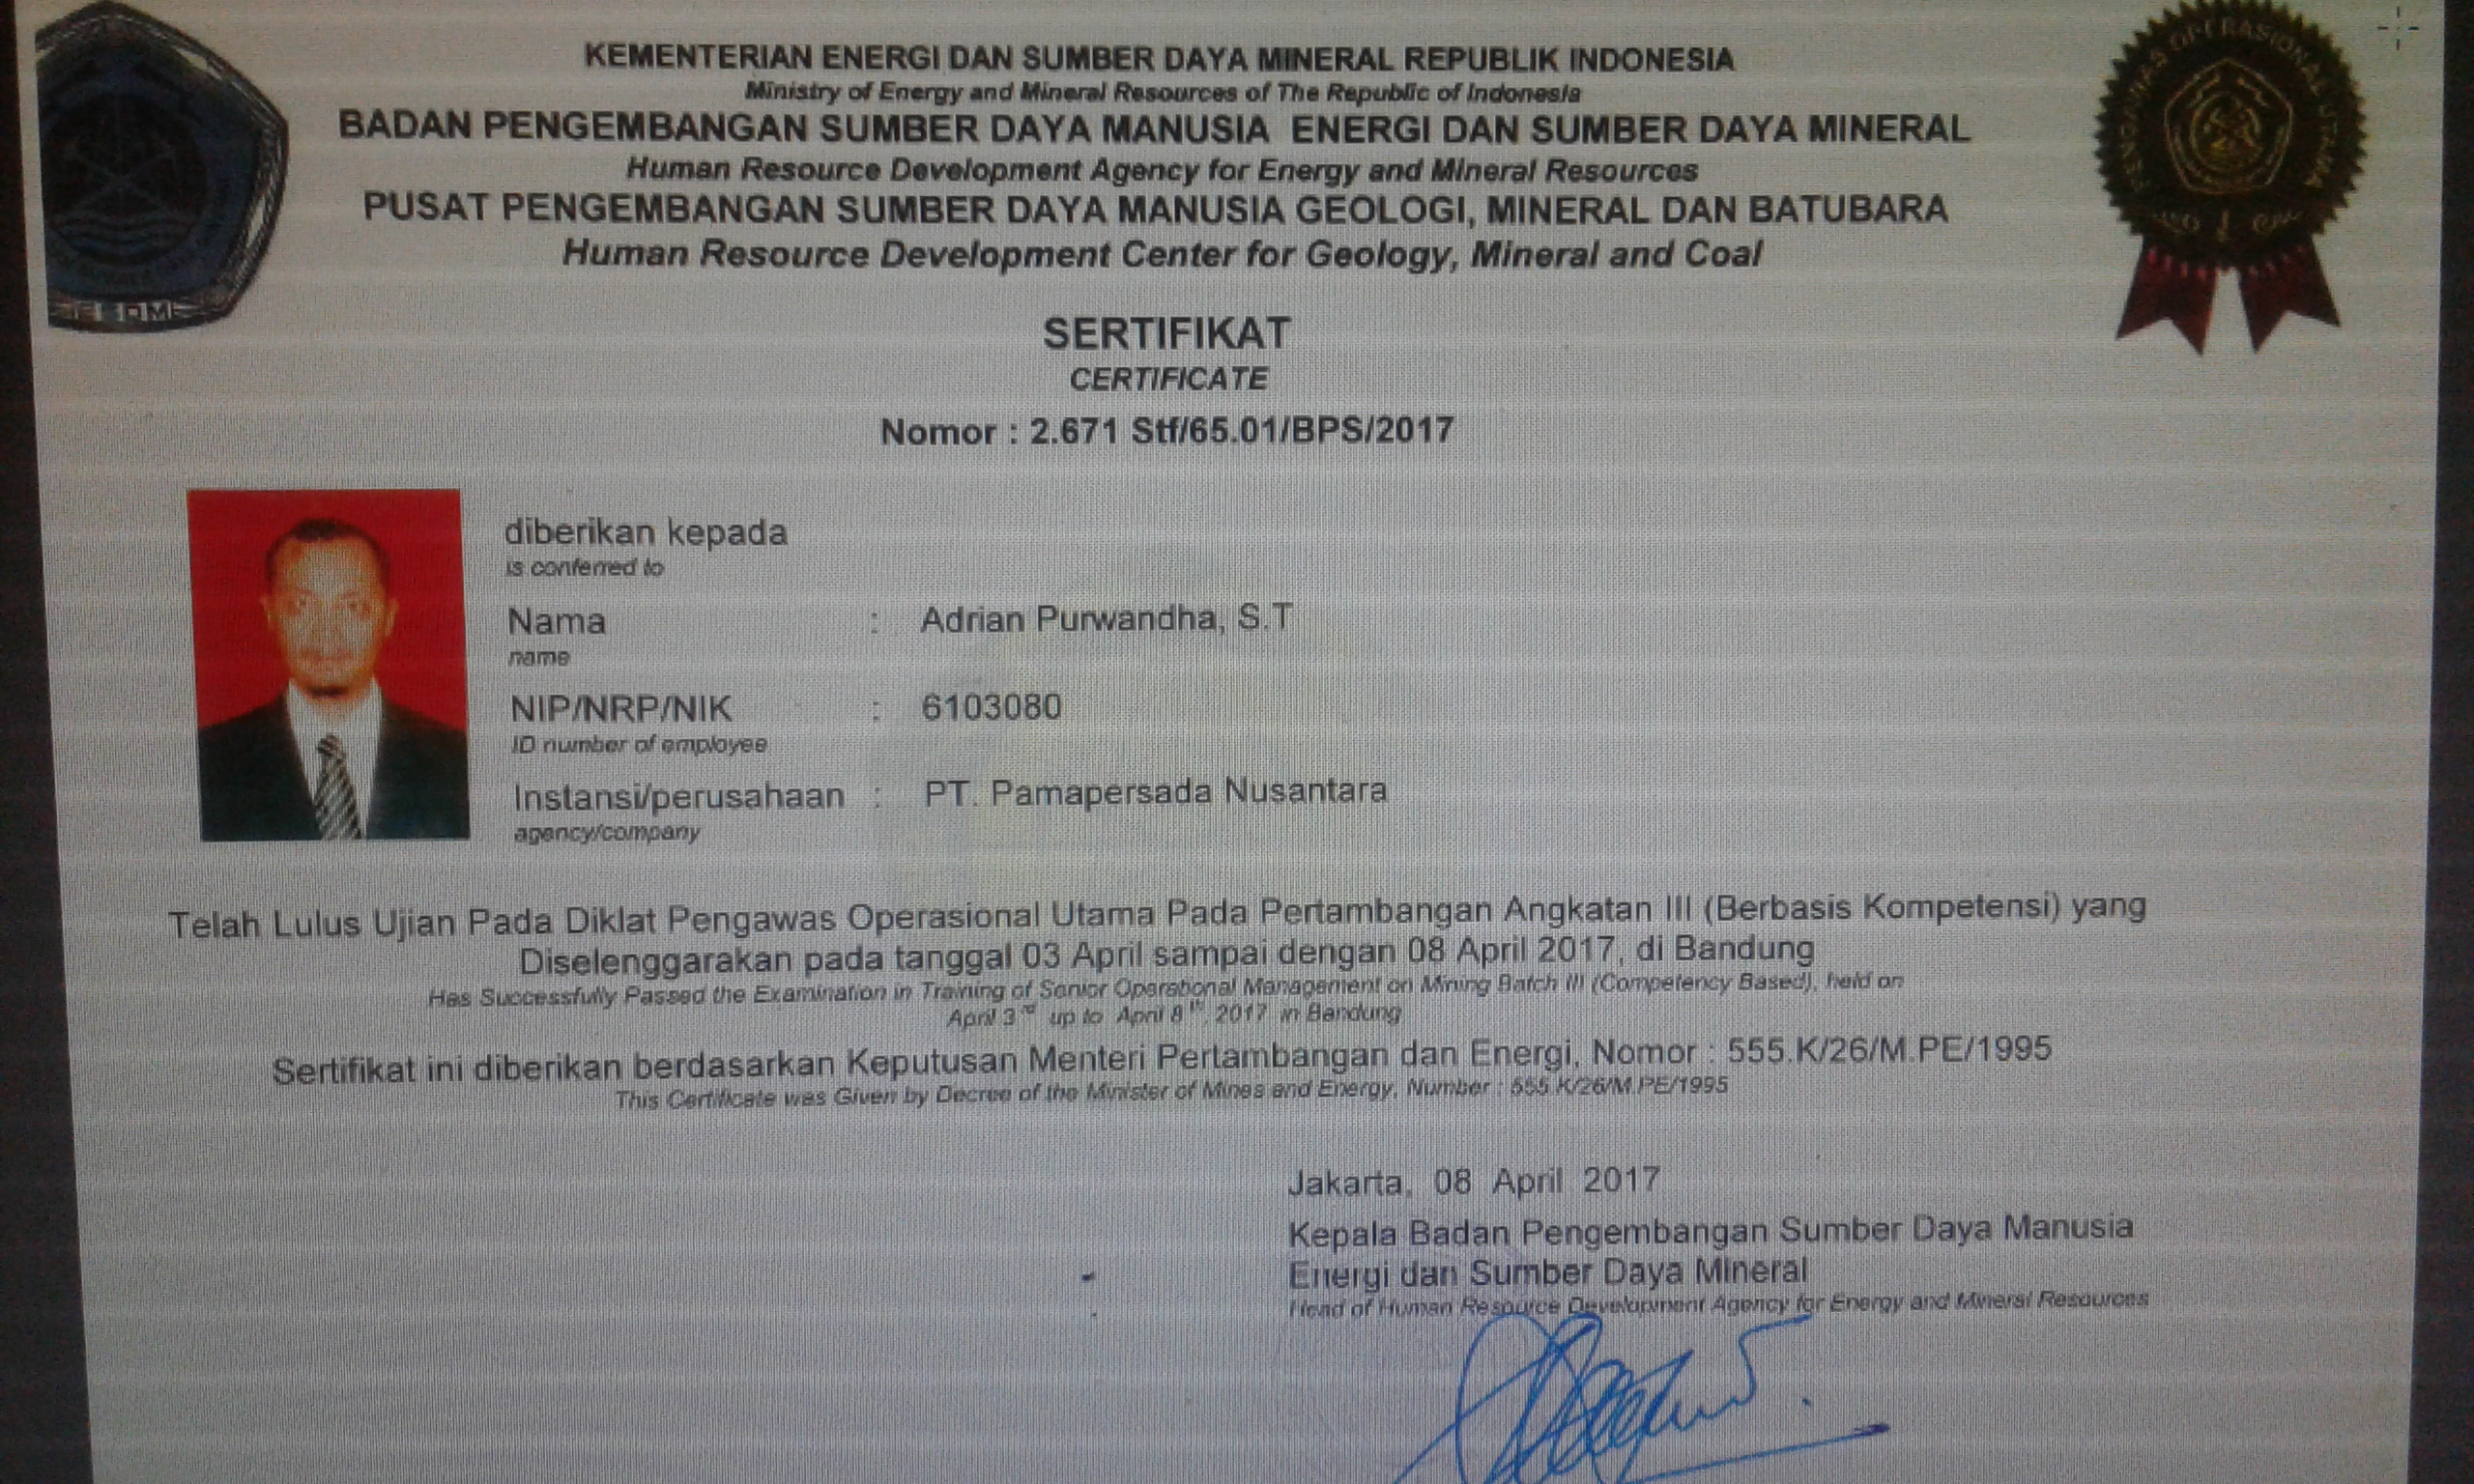 KEMENTERIAN ENERGI DAN SUMBER DAYA MINERAL REPUBLIK INDONESIA
Ministry of Energy and Mineral Resources of The Republic of Indonesia
BADAN PENGEMBANGAN SUMBER DAYA MANUSIA ENERGI DAN SUMBER DAYA MINERAL
Human Resource Development Agency for Energy and Mineral Resources
PUSAT PENGEMBANGAN SUMBER DAYA MANUSIA GEOLOGI, MINERAL DAN BATUBARA
Human Resource Development Center for Geology, Mineral and Coal
PENGAWAS OPERASIONAL UTAMA
SERTIFIKAT
CERTIFICATE
Nomor : 2.671 Stf/65.01/BPS/2017
diberikan kepada
is conferred to
Nama : Adrian Purwandha, S.T
name
NIP/NRP/NIK : 6103080
ID number of employee
Instansi/perusahaan : PT. Pamapersada Nusantara
agency/company
Telah Lulus Ujian Pada Diklat Pengawas Operasional Utama Pada Pertambangan Angkatan III (Berbasis Kompetensi) yang
Diselenggarakan pada tanggal 03 April sampai dengan 08 April 2017, di Bandung
Has Successfully Passed the Examination in Training of Senior Operational Management on Mining Batch III (Competency Based), held on
April 3rd up to April 8th, 2017 in Bandung
Sertifikat ini diberikan berdasarkan Keputusan Menteri Pertambangan dan Energi, Nomor : 555.K/26/M.PE/1995
This Certificate was Given by Decree of the Minister of Mines and Energy, Number : 555.K/26/M.PE/1995
Jakarta, 08 April 2017
Kepala Badan Pengembangan Sumber Daya Manusia
Energi dan Sumber Daya Mineral
Head of Human Resource Development Agency for Energy and Mineral Resources